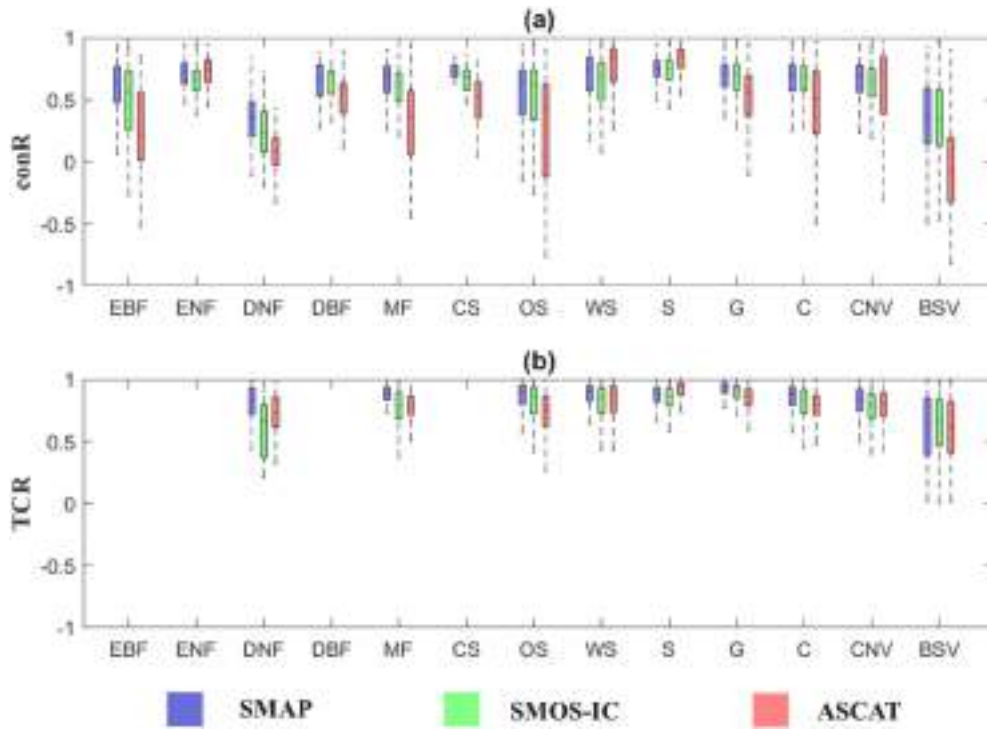 (a)
1
0.5
0
-0.5
-1
conR
EBF ENF DNF DBF MF CS OS WS S G C CNV BSV
(b)
1
0.5
0
-0.5
-1
TCR
EBF ENF DNF DBF MF CS OS WS S G C CNV BSV
SMAP SMOS-IC ASCAT